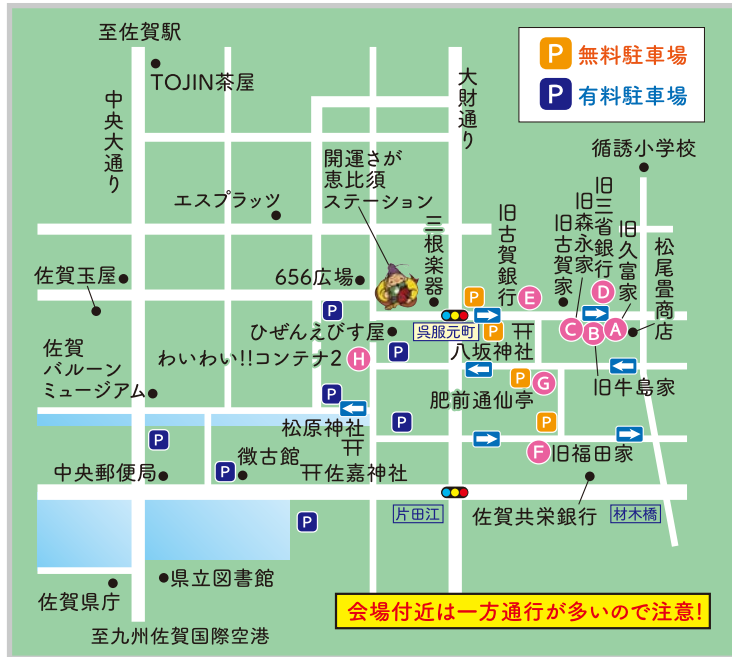 至佐賀駅
TOJIN茶屋
中央大通り
大財通り
P 無料駐車場
P 有料駐車場
循誘小学校
開運さが
恵比須
ステーション
エスプラッツ
三根楽器
旧古賀銀行
旧古賀家
旧森永家
旧三省銀行
旧久富家
松尾畳商店
佐賀玉屋
656広場
P
E
D
C
B
A
P
P
呉服元町
P
ひぜんえびす屋
八坂神社
わいわい!!コンテナ2
H
P
佐賀
バルーン
ミュージアム
旧牛島家
P
G
肥前通仙亭
P
P
P
松原神社
P
F
旧福田家
中央郵便局
P
徴古館
佐嘉神社
片田江
佐賀共栄銀行
材木橋
P
県立図書館
佐賀県庁
会場付近は一方通行が多いので注意!
至九州佐賀国際空港